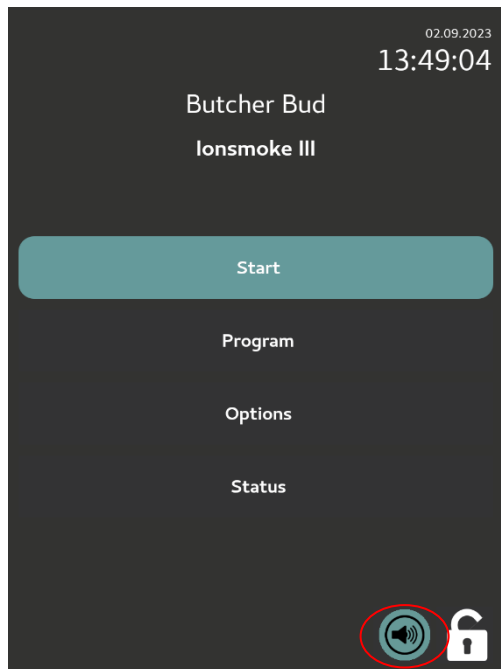 02.09.2023
13:49:04
Butcher Bud
Ionsmoke III
Start
Program
Options
Status